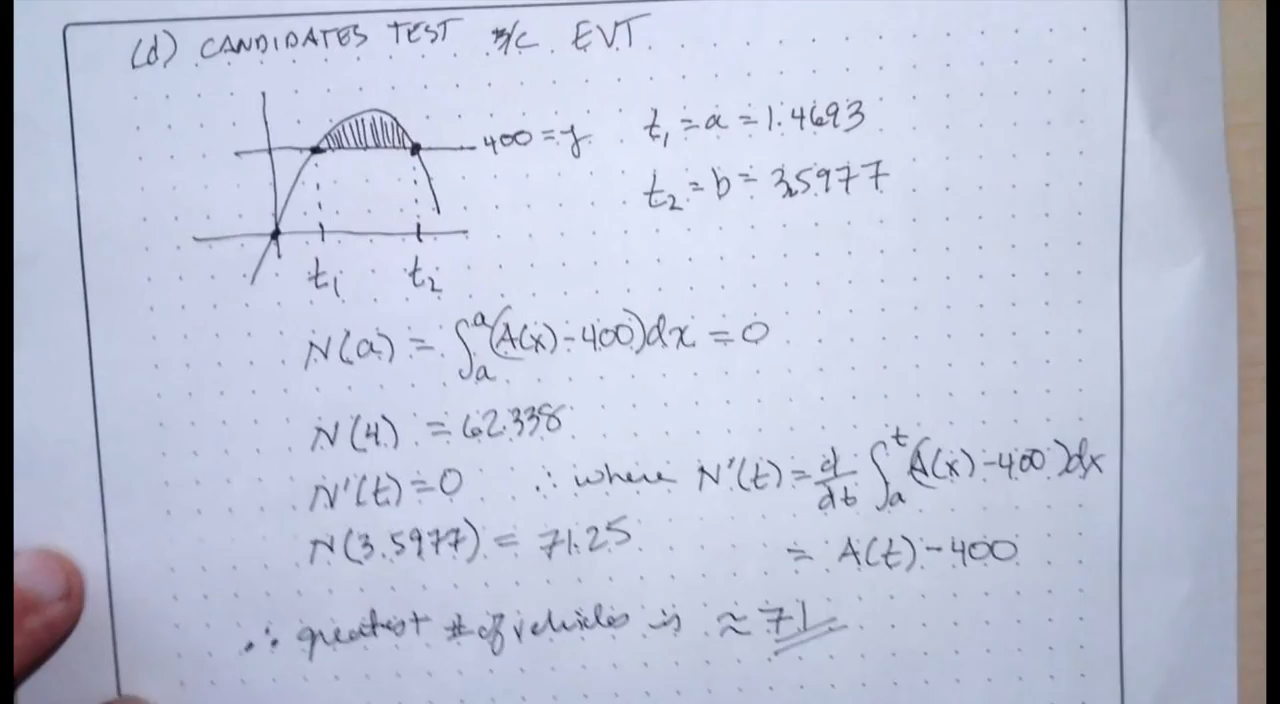 (d) CANDIDATES TEST B/C EVT
400 = y
t₁ = a = 1.4693
t₂ = b = 3.5977
t₁ t₂
N(a) = ∫ₐᵃ(A(x)-400)dx = 0
N(4) = 62.338
N'(t) = 0 ∴ where N'(t) = d/dt ∫ₐᵗ(A(x)-400)dx
N(3.5977) = 71.25
= A(t)-400
∴ greatest # of vehicles is ≈ 71